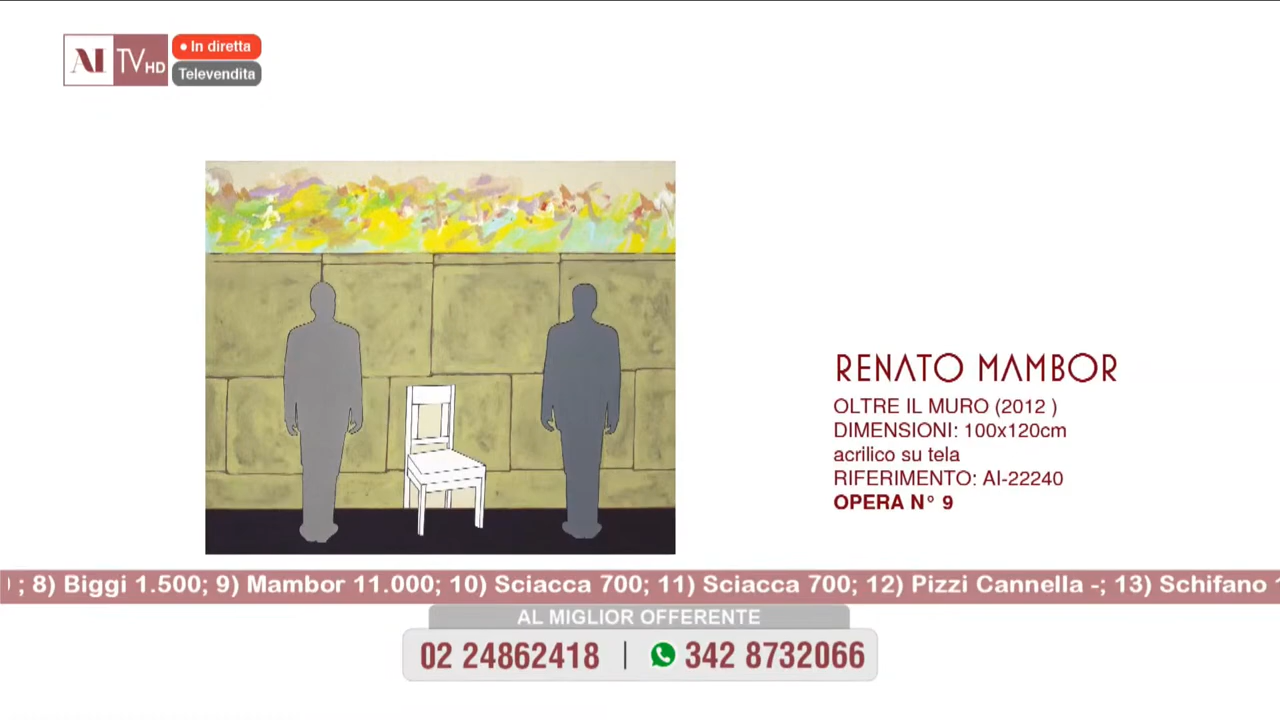 AI TV HD
• In diretta
Televendita
RENATO MAMBOR
OLTRE IL MURO (2012 )
DIMENSIONI: 100x120cm
acrilico su tela
RIFERIMENTO: AI-22240
OPERA N° 9
; 8) Biggi 1.500; 9) Mambor 11.000; 10) Sciacca 700; 11) Sciacca 700; 12) Pizzi Cannella -; 13) Schifano
AL MIGLIOR OFFERENTE
02 24862418 | 342 8732066